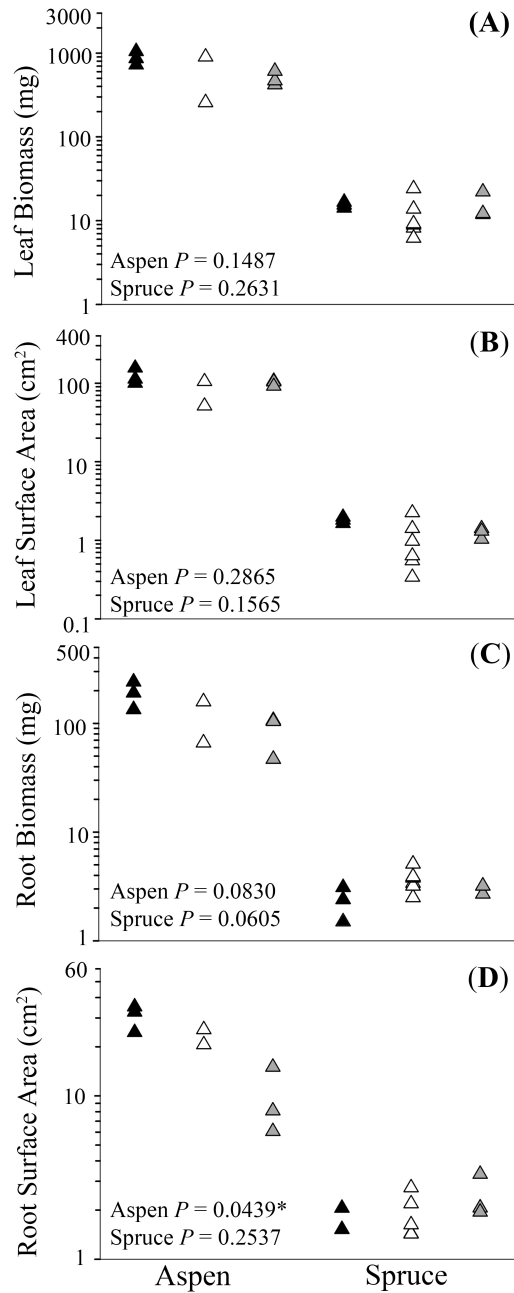 (A)
3000
1000
100
10
1
Leaf Biomass (mg)
Aspen P = 0.1487
Spruce P = 0.2631
(B)
400
100
10
1
0.1
Leaf Surface Area (cm²)
Aspen P = 0.2865
Spruce P = 0.1565
(C)
500
100
10
1
Root Biomass (mg)
Aspen P = 0.0830
Spruce P = 0.0605
(D)
60
10
1
Root Surface Area (cm²)
Aspen P = 0.0439*
Spruce P = 0.2537
Aspen Spruce